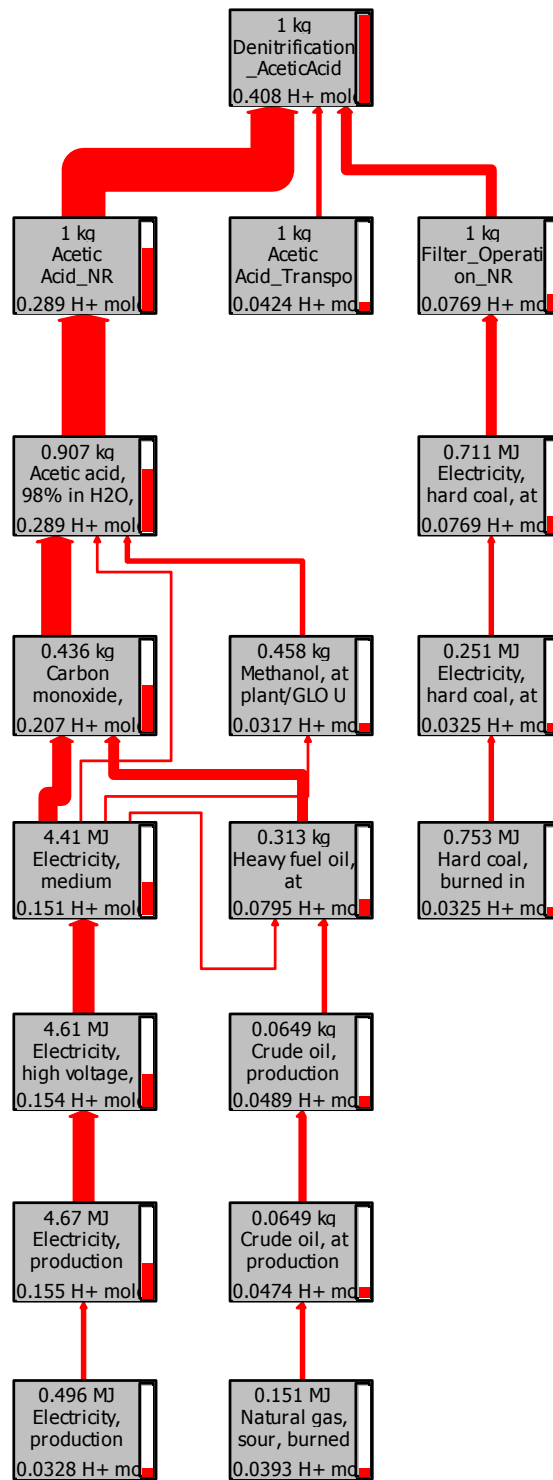 1 kg
Denitrification
_AceticAcid
0.408 H+ mole
1 kg
Acetic
Acid_NR
0.289 H+ mole
1 kg
Acetic
Acid_Transpo
0.0424 H+ mo
1 kg
Filter_Operati
on_NR
0.0769 H+ mo
0.907 kg
Acetic acid,
98% in H2O,
0.289 H+ mole
0.711 MJ
Electricity,
hard coal, at
0.0769 H+ mo
0.436 kg
Carbon
monoxide,
0.207 H+ mole
0.458 kg
Methanol, at
plant/GLO U
0.0317 H+ mo
0.251 MJ
Electricity,
hard coal, at
0.0325 H+ mo
4.41 MJ
Electricity,
medium
0.151 H+ mole
0.313 kg
Heavy fuel oil,
at
0.0795 H+ mo
0.753 MJ
Hard coal,
burned in
0.0325 H+ mo
4.61 MJ
Electricity,
high voltage,
0.154 H+ mole
0.0649 kg
Crude oil,
production
0.0489 H+ mo
4.67 MJ
Electricity,
production
0.155 H+ mole
0.0649 kg
Crude oil, at
production
0.0474 H+ mo
0.496 MJ
Electricity,
production
0.0328 H+ mo
0.151 MJ
Natural gas,
sour, burned
0.0393 H+ mo